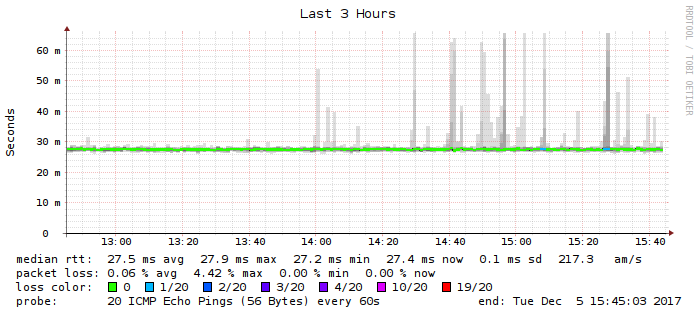 Last 3 Hours
RRDTOOL / TOBI OETIKER
Seconds
60 m
50 m
40 m
30 m
20 m
10 m
0
13:00 13:20 13:40 14:00 14:20 14:40 15:00 15:20 15:40
median rtt: 27.5 ms avg 27.9 ms max 27.2 ms min 27.4 ms now 0.1 ms sd 217.3 am/s
packet loss: 0.06 % avg 4.42 % max 0.00 % min 0.00 % now
loss color: 0 1/20 2/20 3/20 4/20 10/20 19/20
probe: 20 ICMP Echo Pings (56 Bytes) every 60s end: Tue Dec 5 15:45:03 2017